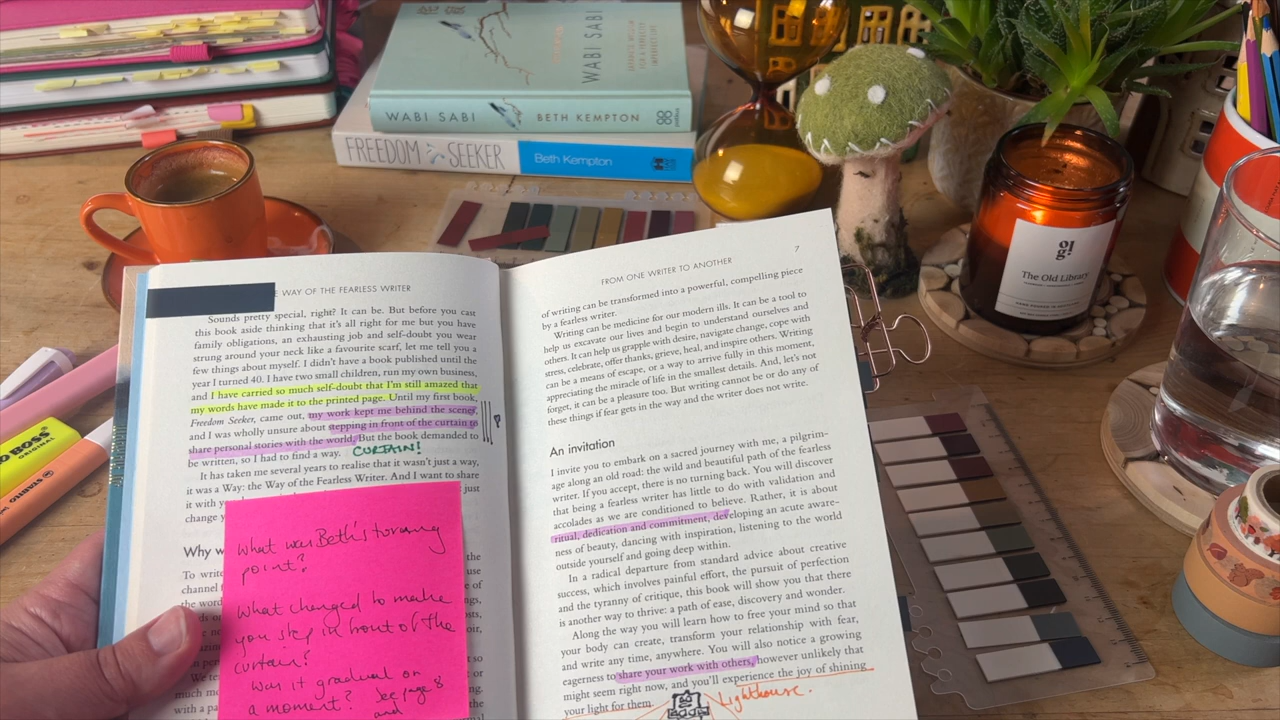 WABI SABI
WABI SABI
BETH KEMPTON
FREEDOM SEEKER
Beth Kempton
The Old Library
BOSS
ORIGINAL
STABILO
E WAY OF THE FEARLESS WRITER
Sounds pretty special, right? It can be. But before you cast
this book aside thinking that it's all right for me but you have
family obligations, an exhausting job and self-doubt you wear
strung around your neck like a favourite scarf, let me tell you a
few things about myself. I didn't have a book published until the
year I turned 40. I have two small children, run my own business,
and I have carried so much self-doubt that I'm still amazed that
my words have made it to the printed page. Until my first book,
Freedom Seeker, came out, my work kept me behind the scenes,
and I was wholly unsure about stepping in front of the curtain to
share personal stories with the world. But the book demanded to
be written, so I had to find a way.
CURTAIN!
It has taken me several years to realise that it wasn't just a way,
it was a Way: the Way of the Fearless Writer. And I want to share
it with
just
change y
Why w
To write
the
channel
use
the word
of
What was Beth's turning
point?
What changed to make
you step in front of the
curtain?
Was it gradual or
a moment? See page 8
and
7
FROM ONE WRITER TO ANOTHER
of writing can be transformed into a powerful, compelling piece
by a fearless writer.
Writing can be medicine for our modern ills. It can be a tool to
help us excavate our lives and begin to understand ourselves and
others. It can help us grapple with desire, navigate change, cope with
stress, celebrate, offer thanks, grieve, heal, and inspire others. Writing
can be a means of escape, or a way to arrive fully in this moment,
appreciating the miracle of life in the smallest details. And, let's not
forget, it can be a pleasure too. But writing cannot be or do any of
these things if fear gets in the way and the writer does not write.
An invitation
I invite you to embark on a sacred journey with me, a pilgrim-
age along an old road: the wild and beautiful path of the fearless
writer. If you accept, there is no turning back. You will discover
that being a fearless writer has little to do with validation and
accolades as we are conditioned to believe. Rather, it is about
ritual, dedication and commitment, developing an acute aware-
ness of beauty, dancing with inspiration, listening to the world
outside yourself and going deep within.
In a radical departure from standard advice about creative
success, which involves painful effort, the pursuit of perfection
and the tyranny of critique, this book will show you that there
is another way to thrive: a path of ease, discovery and wonder.
Along the way you will learn how to free your mind so that
your body can create, transform your relationship with fear,
and write any time, anywhere. You will also notice a growing
eagerness to share your work with others, however unlikely that
might seem right now, and you'll experience the joy of shining
your light for them.
Lighthouse.